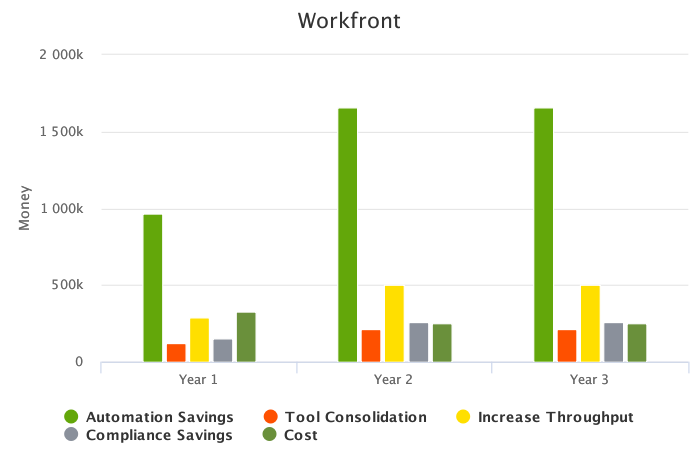 Workfront
2 000k
1 500k
1 000k
500k
0
Money
Year 1
Year 2
Year 3
Automation Savings
Tool Consolidation
Increase Throughput
Compliance Savings
Cost